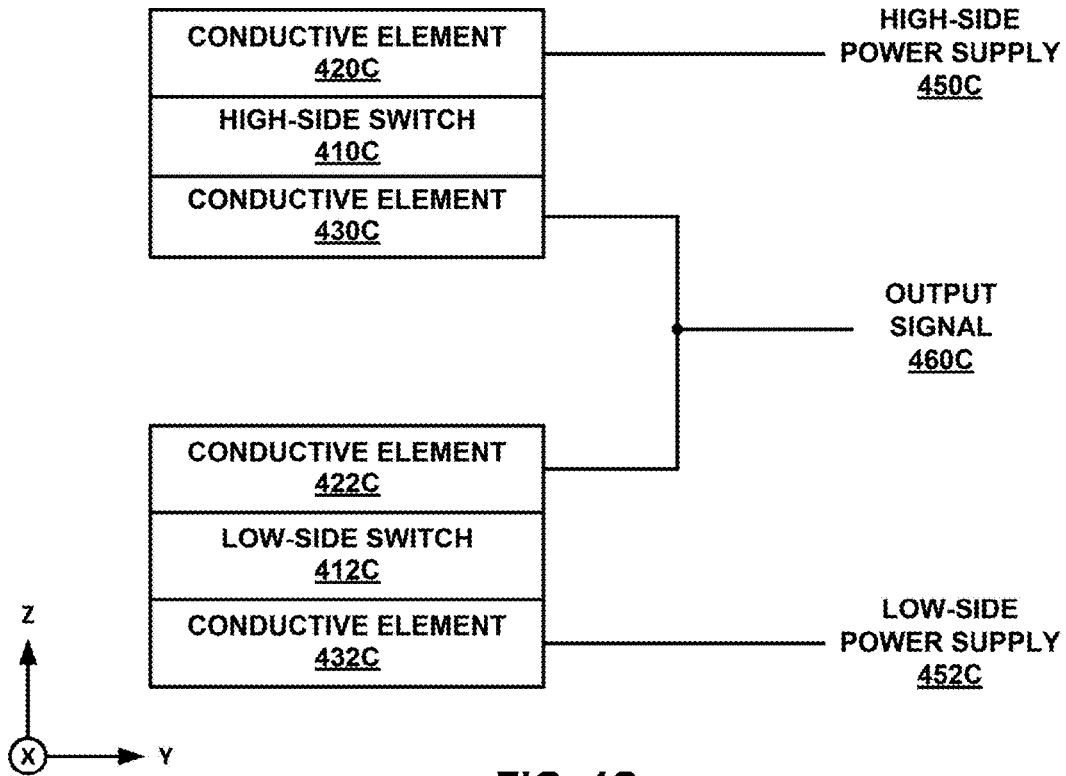 CONDUCTIVE ELEMENT
420C
HIGH-SIDE SWITCH
410C
CONDUCTIVE ELEMENT
430C
HIGH-SIDE
POWER SUPPLY
450C
OUTPUT
SIGNAL
460C
CONDUCTIVE ELEMENT
422C
LOW-SIDE SWITCH
412C
CONDUCTIVE ELEMENT
432C
LOW-SIDE
POWER SUPPLY
452C
Z
X
Y